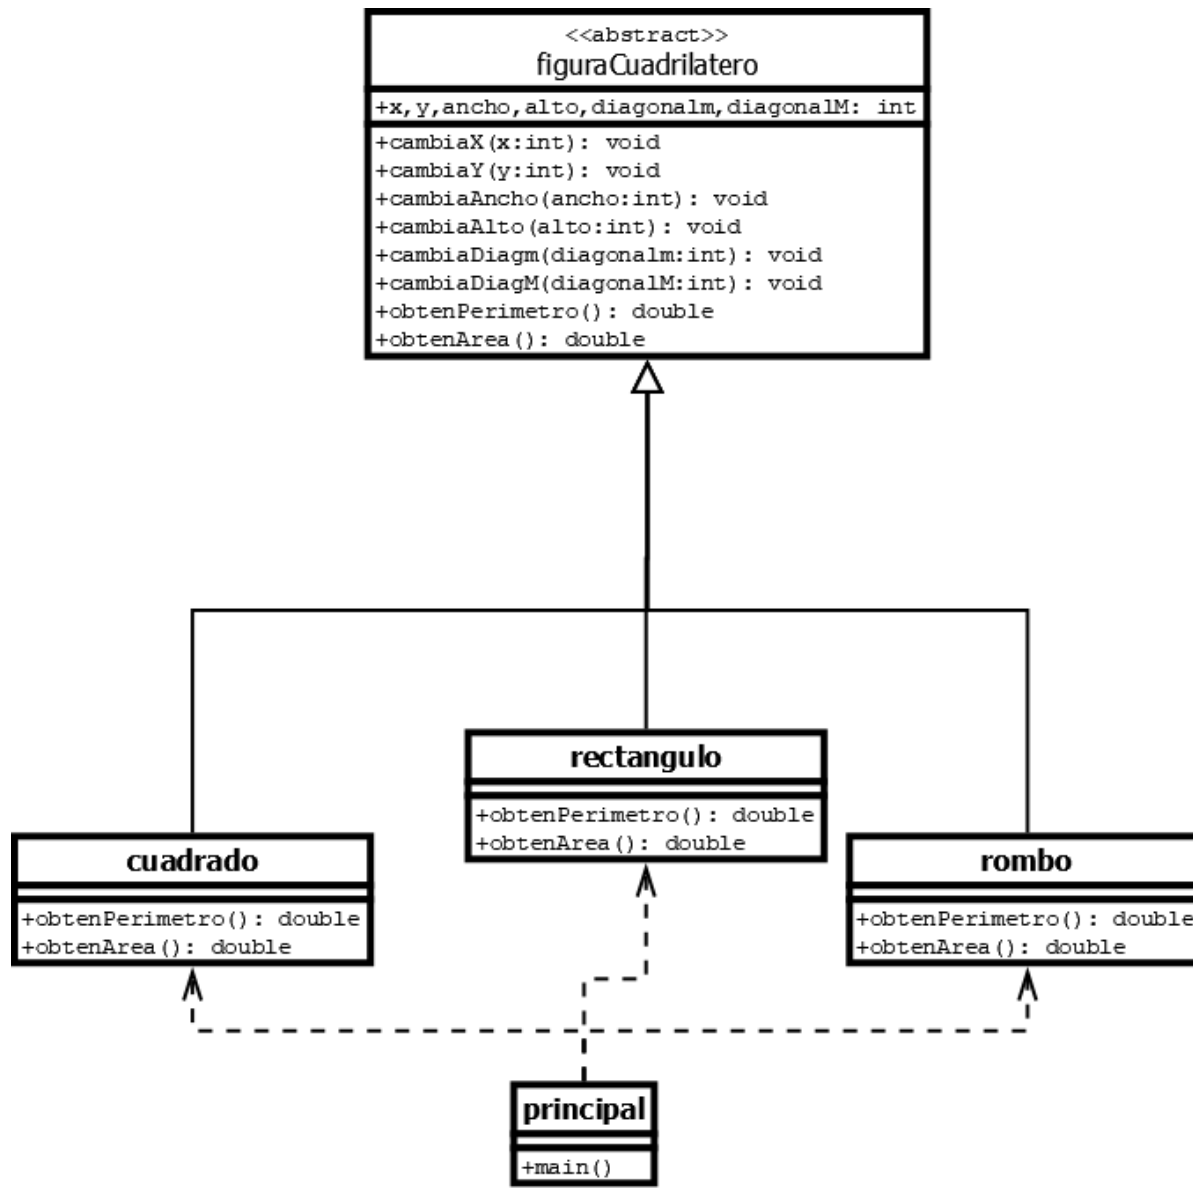 <<abstract>>
figuraCuadrilatero
+x,y,ancho,alto,diagonalm,diagonalM: int
+cambiaX(x:int): void
+cambiaY(y:int): void
+cambiaAncho(ancho:int): void
+cambiaAlto(alto:int): void
+cambiaDiagm(diagonalm:int): void
+cambiaDiagM(diagonalM:int): void
+obtenPerimetro(): double
+obtenArea(): double
rectangulo
+obtenPerimetro(): double
+obtenArea(): double
cuadrado
+obtenPerimetro(): double
+obtenArea(): double
rombo
+obtenPerimetro(): double
+obtenArea(): double
principal
+main()